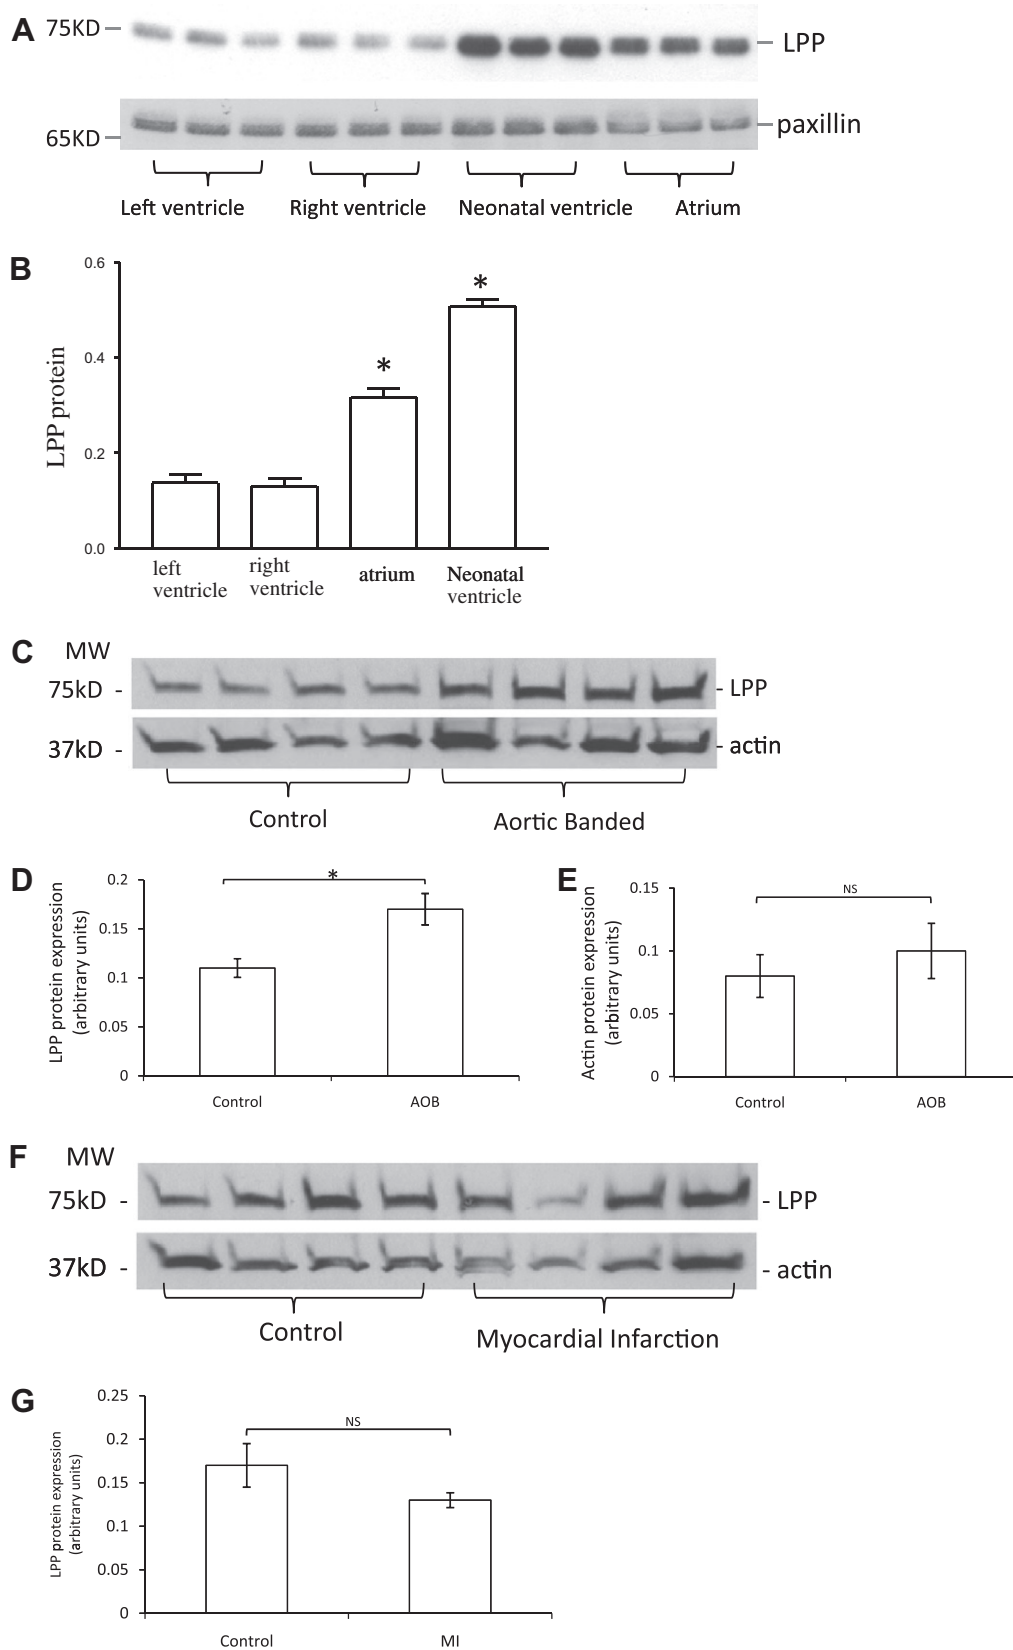 A
75KD
LPP
65KD
paxillin
Left ventricle
Right ventricle
Neonatal ventricle
Atrium
B
LPP protein
0.6
0.4
0.2
0.0
*
*
left ventricle
right ventricle
atrium
Neonatal ventricle
C
MW
75kD -
- LPP
37kD -
- actin
Control
Aortic Banded
D
LPP protein expression
(arbitrary units)
0.2
0.15
0.1
0.05
0
*
Control
AOB
E
Actin protein expression
(arbitrary units)
0.15
0.1
0.05
0
NS
Control
AOB
F
MW
75kD -
- LPP
37kD -
- actin
Control
Myocardial Infarction
G
LPP protein expression
(arbitrary units)
0.25
0.2
0.15
0.1
0.05
0
NS
Control
MI